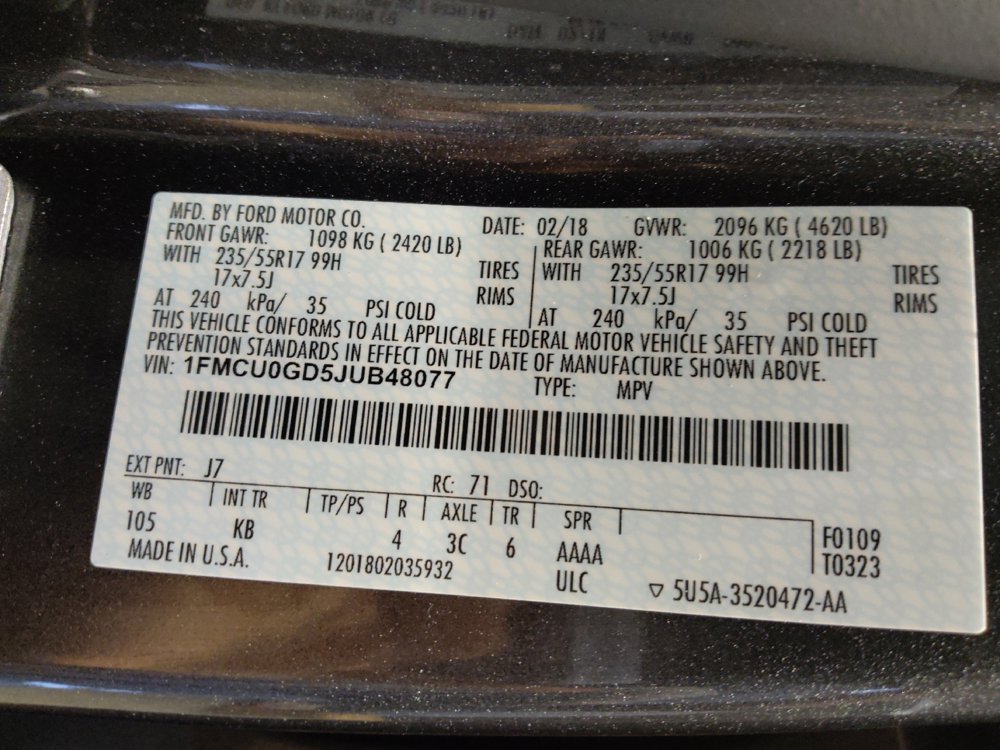 MFD. BY FORD MOTOR CO. DATE: 02/18 GVWR: 2096 KG ( 4620 LB)
FRONT GAWR: 1098 KG ( 2420 LB) REAR GAWR: 1006 KG ( 2218 LB)
WITH 235/55R17 99H TIRES WITH 235/55R17 99H TIRES
17x7.5J RIMS 17x7.5J RIMS
AT 240 kPa/ 35 PSI COLD AT 240 kPa/ 35 PSI COLD
THIS VEHICLE CONFORMS TO ALL APPLICABLE FEDERAL MOTOR VEHICLE SAFETY AND THEFT
PREVENTION STANDARDS IN EFFECT ON THE DATE OF MANUFACTURE SHOWN ABOVE.
VIN: 1FMCU0GD5JUB48077 TYPE: MPV
EXT PNT: J7 RC: 71 DSO:
WB INT TR TP/PS R AXLE TR SPR
105 KB 4 3C 6 AAAA F0109
MADE IN U.S.A. 1201802035932 ULC T0323
5U5A-3520472-AA